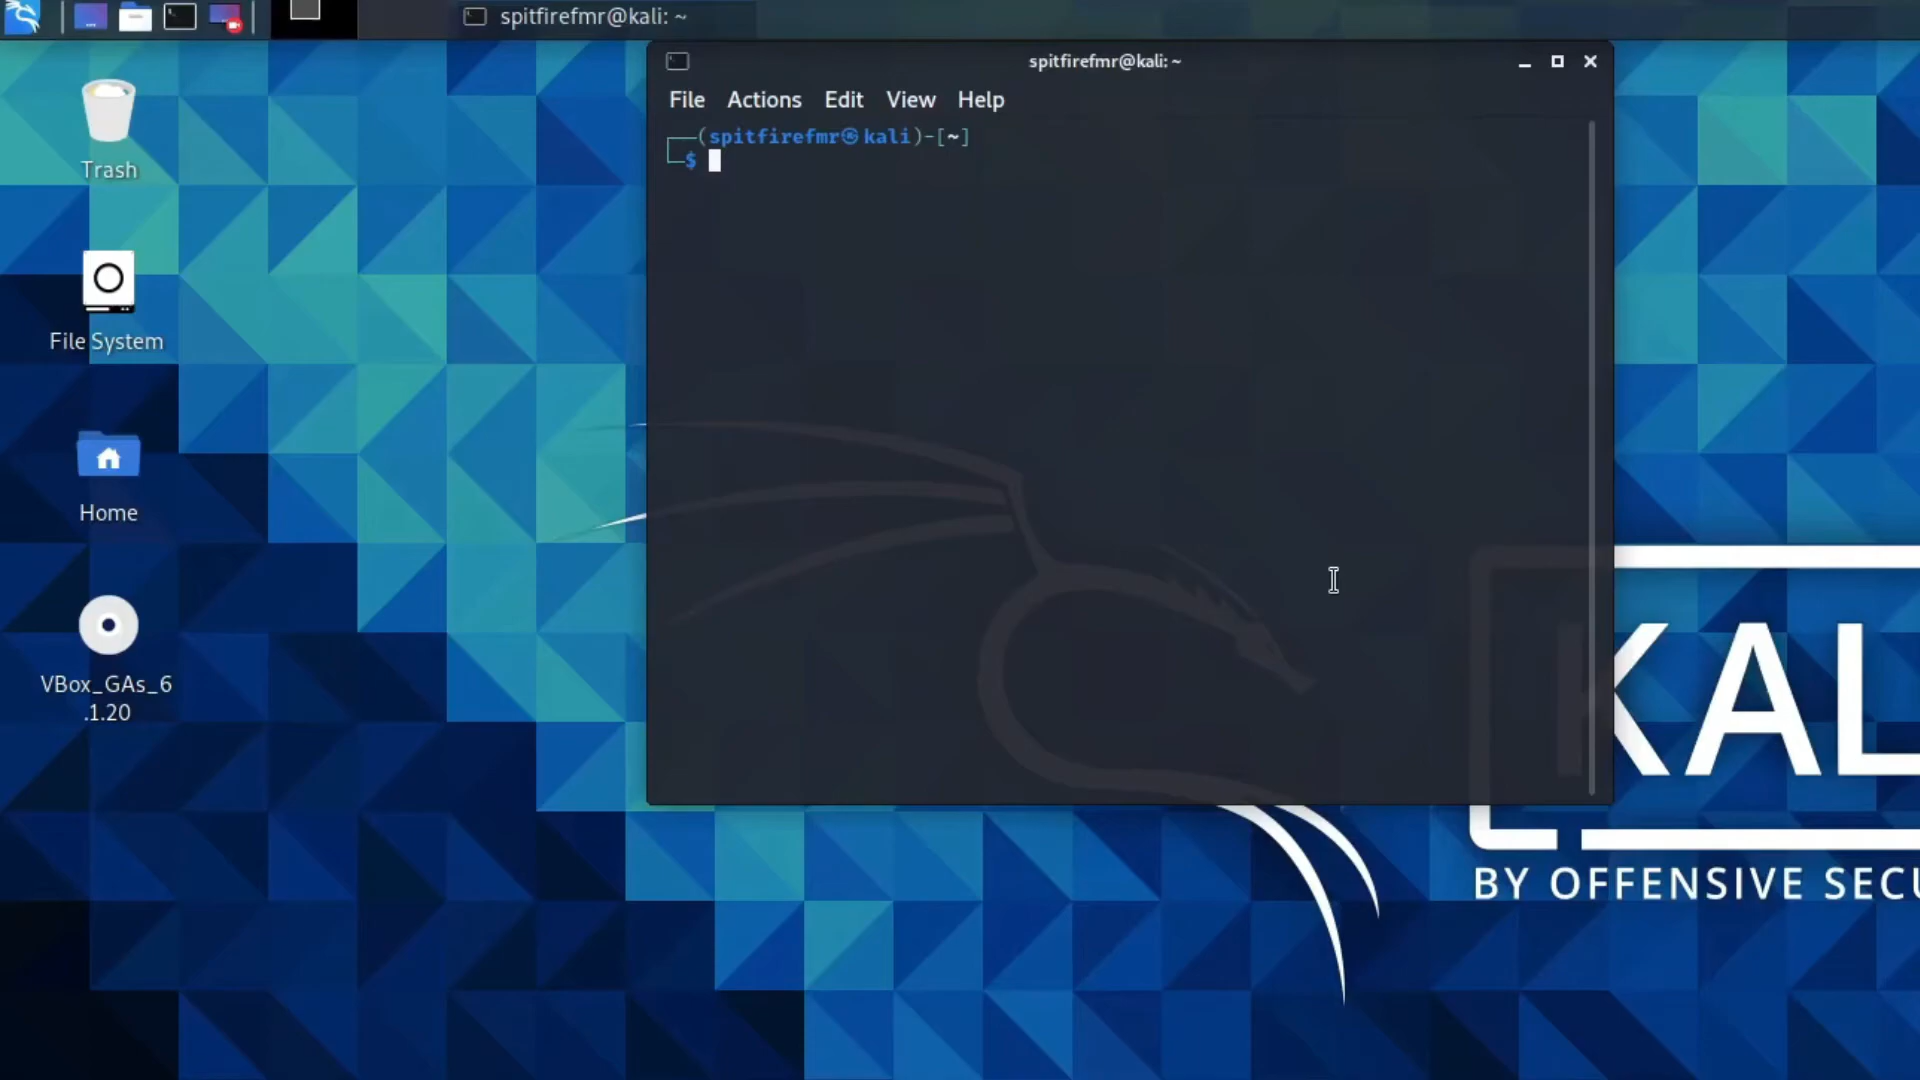 spitfirefmr@kali: ~
spitfirefmr@kali: ~
File Actions Edit View Help
┌──(spitfirefmr㉿kali)-[~]
└─$
Trash
File System
Home
VBox_GAs_6
.1.20
KAL
BY OFFENSIVE SECU